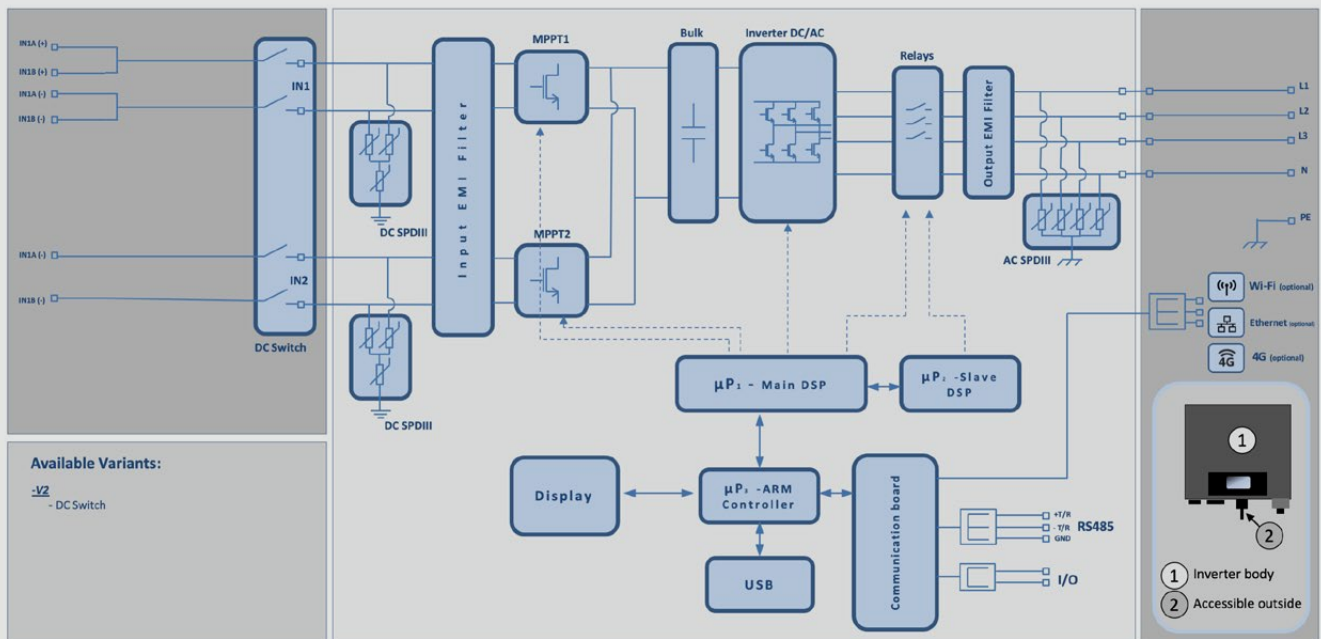 IN1A (+)
IN1B (+)
IN1A (-)
IN1B (-)
IN1
DC SPDIII
IN1A (-)
IN1B (-)
IN2
DC Switch
DC SPDIII
Input EMI Filter
MPPT1
MPPT2
Bulk
Inverter DC/AC
Relays
Output EMI Filter
AC SPDIII
L1
L2
L3
N
PE
Wi-Fi (optional)
Ethernet (optional)
4G
4G (optional)
µP₁ - Main DSP
µP₂ -Slave
DSP
Display
µP₃ -ARM
Controller
USB
Communication board
+T/R
- T/R
GND
RS485
I/O
Available Variants:
-V2
- DC Switch
1
2
1 Inverter body
2 Accessible outside